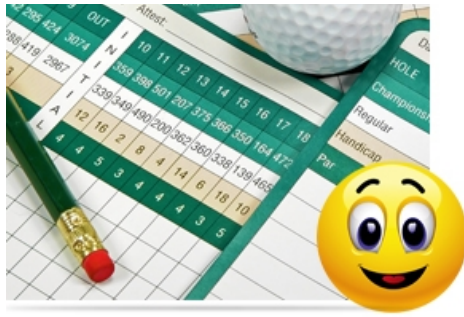 Attest:
OUT
295 424 3074
288 419 2967
3
INITIAL
10 11 12 13 14 15 16 17 18
359 398 501 207 375 366 350 164 472
339 349 490 200 362 360 338 139 465
12 16 2 8 4 14 6 18 10
4 4 5 3 4 4 4 3 5
HOLE
Championsh
Regular
Handicap
Par